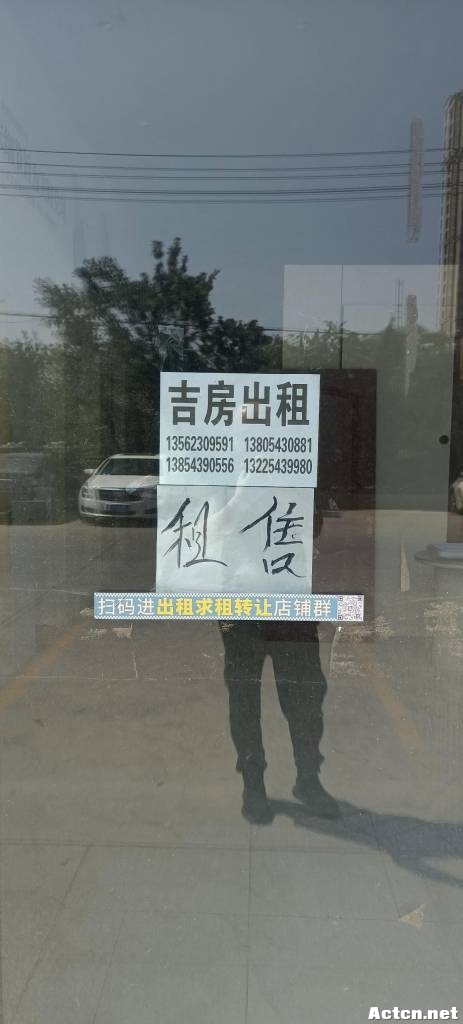 吉房出租
13562309591 13805430881
13854390556 13225439980
租 售
扫码进出租求租转让店铺群
Actcn.net